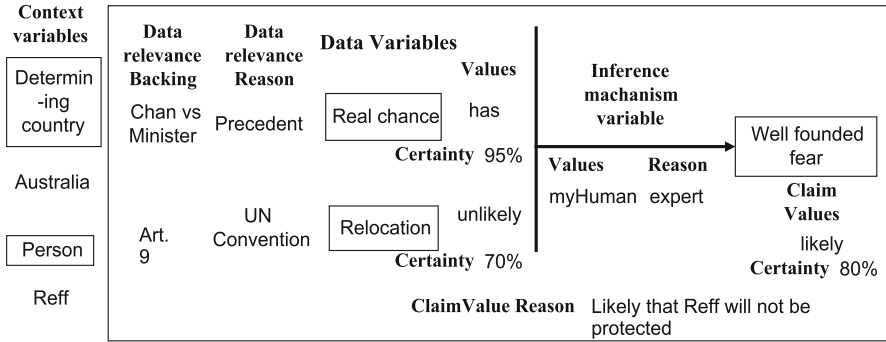 Context
variables
Determin
-ing
country
Australia
Person
Reff
Data
relevance
Backing
Chan vs
Minister
Art.
9
Data
relevance
Reason
Precedent
UN
Convention
Data Variables
Values
Real chance
has
Certainty 95%
Relocation
unlikely
Certainty 70%
Inference
machanism
variable
Values
Reason
myHuman
expert
Well founded
fear
Claim
Values
likely
Certainty 80%
ClaimValue Reason
Likely that Reff will not be
protected